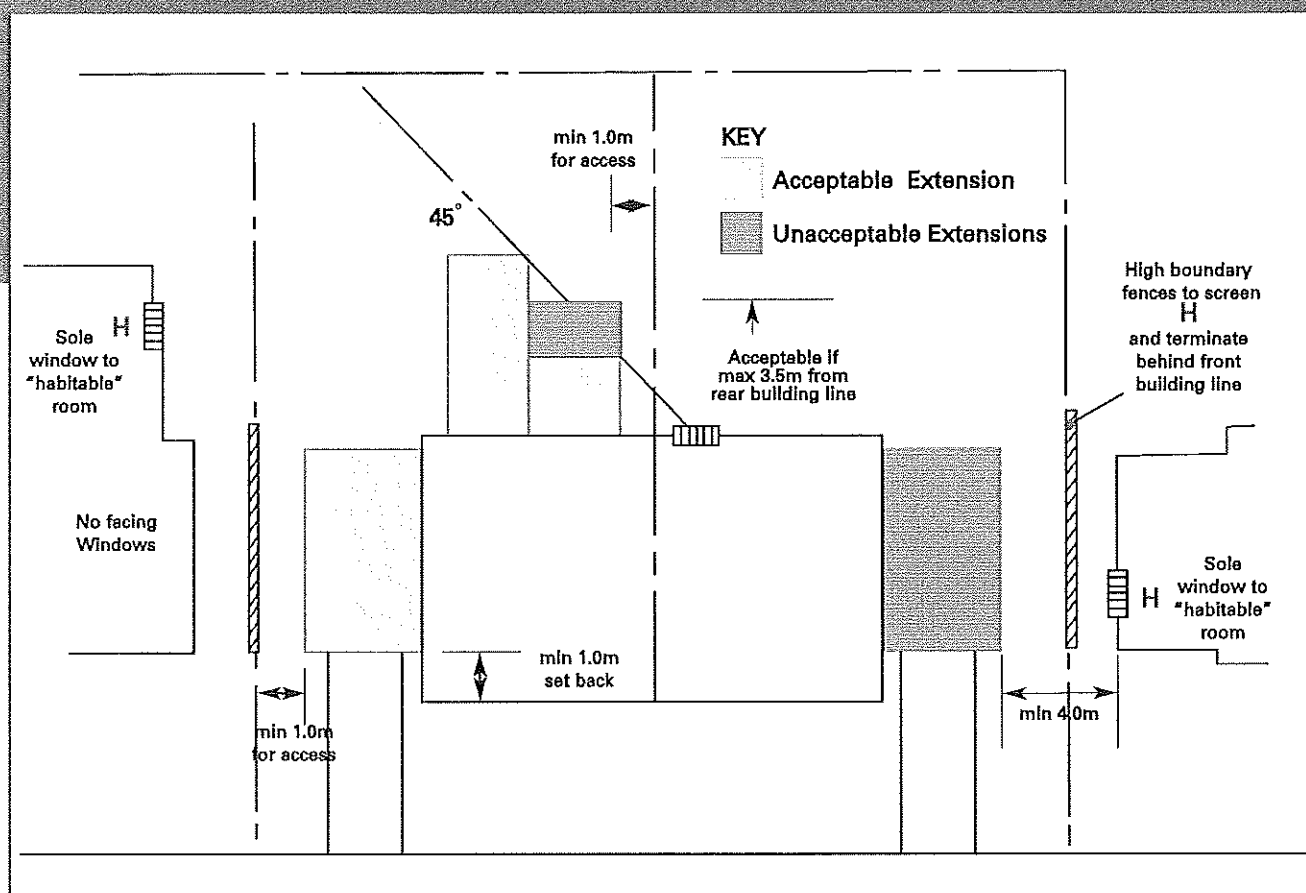 min 1.0m
for access
KEY
Acceptable Extension
Unacceptable Extensions
45°
High boundary
fences to screen
H
and terminate
behind front
building line
Sole
window to
"habitable"
room
H
Acceptable if
max 3.5m from
rear building line
No facing
Windows
Sole
window to
"habitable"
room
H
min 1.0m
set back
min 1.0m
for access
min 4.0m